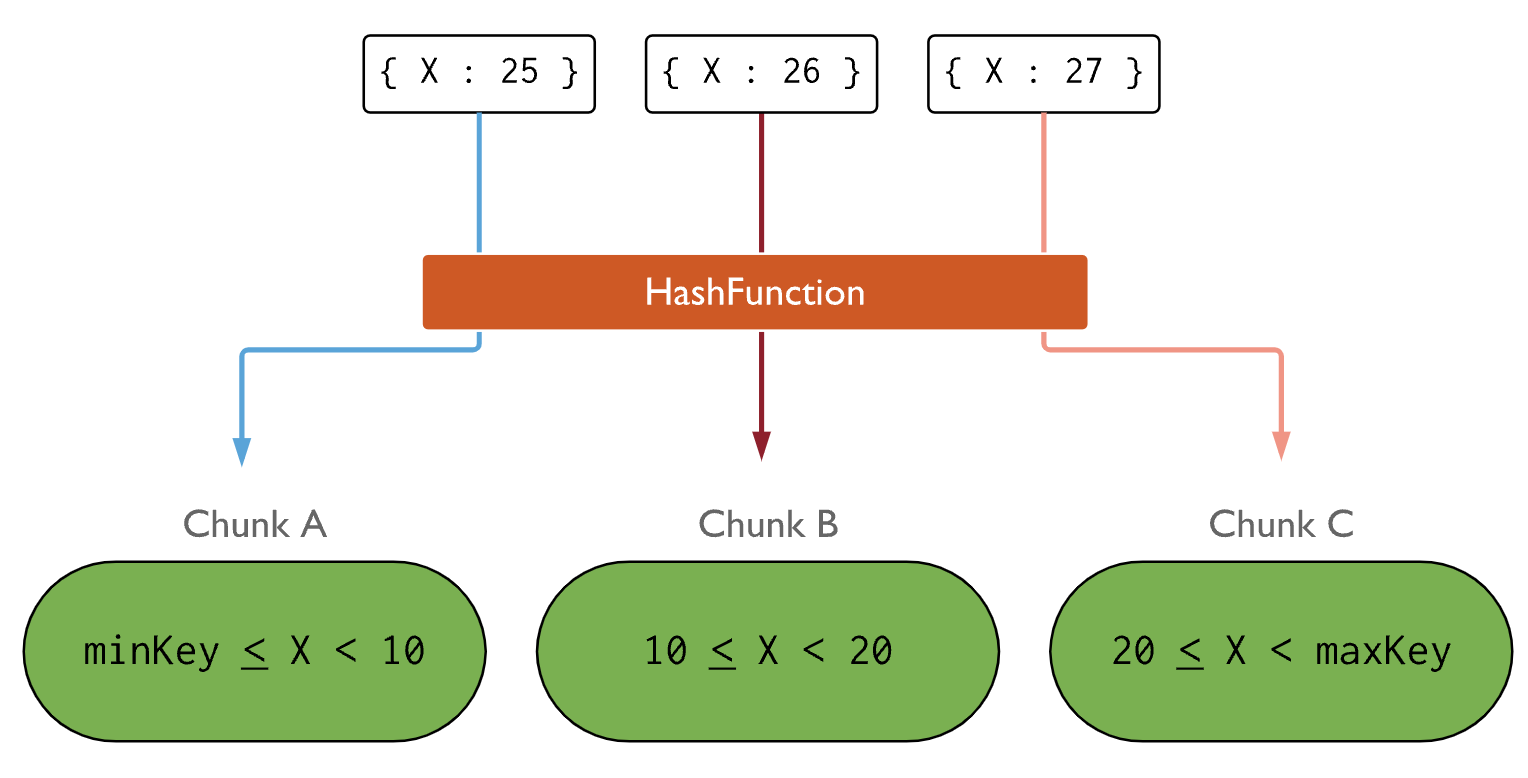 { X : 25 }
{ X : 26 }
{ X : 27 }
HashFunction
Chunk A
Chunk B
Chunk C
minKey ≤ X < 10
10 ≤ X < 20
20 ≤ X < maxKey